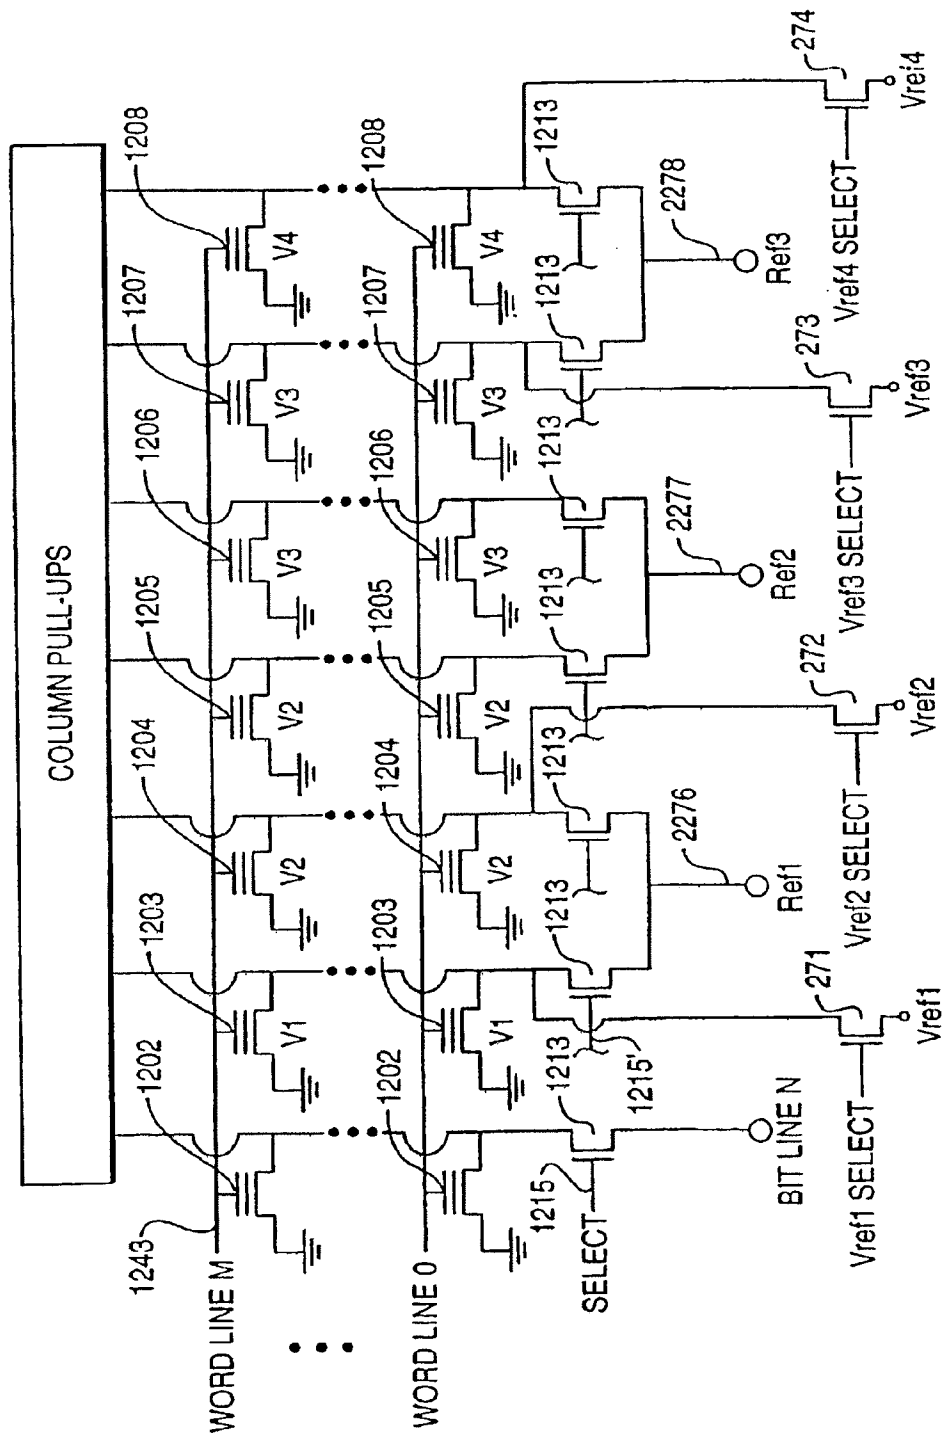 COLUMN PULL-UPS
1202 1203 1204 1205 1206 1207 1208
1243
WORD LINE M
V1 V2 V2 V3 V3 V4
1202 1203 1204 1205 1206 1207 1208
WORD LINE 0
V1 V2 V2 V3 V3 V4
1215 1213 1213 1213 1213 1213 1213 1213
SELECT
1213 1213 1213
1215'
2276 2277 2278
BIT LINE N Ref1 Ref2 Ref3
271 272 273 274
Vref1 SELECT Vref2 SELECT Vref3 SELECT Vref4 SELECT
Vref1 Vref2 Vref3 Vref4